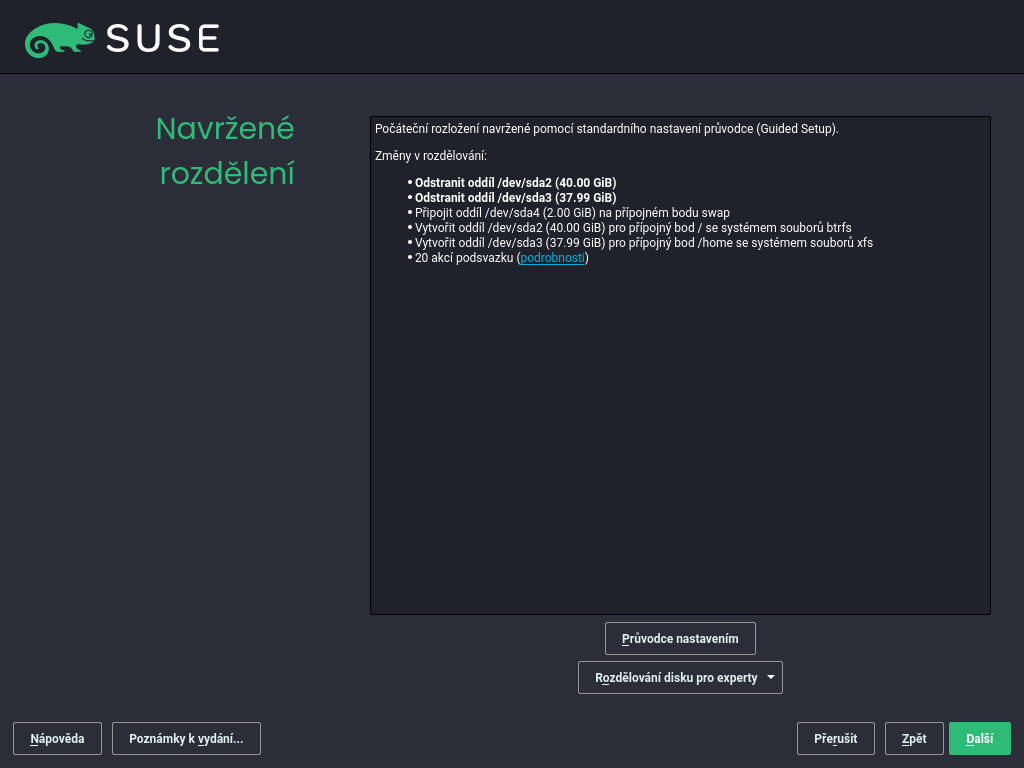 SUSE
Navržené
rozdělení
Počáteční rozložení navržené pomocí standardního nastavení průvodce (Guided Setup).
Změny v rozdělování:
• Odstranit oddíl /dev/sda2 (40.00 GiB)
• Odstranit oddíl /dev/sda3 (37.99 GiB)
• Připojit oddíl /dev/sda4 (2.00 GiB) na přípojném bodu swap
• Vytvořit oddíl /dev/sda2 (40.00 GiB) pro přípojný bod / se systémem souborů btrfs
• Vytvořit oddíl /dev/sda3 (37.99 GiB) pro přípojný bod /home se systémem souborů xfs
• 20 akcí podsvazku (podrobnosti)
Průvodce nastavením
Rozdělování disku pro experty
Nápověda
Poznámky k vydání...
Přerušit
Zpět
Další